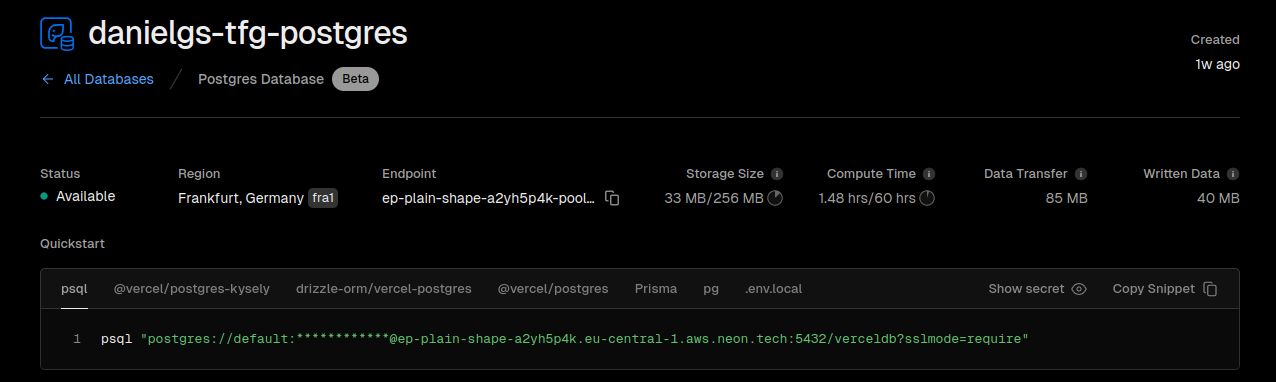 danielgs-tfg-postgres
Created
1w ago
← All Databases / Postgres Database Beta
Status Region Endpoint Storage Size Compute Time Data Transfer Written Data
Available Frankfurt, Germany fra1 ep-plain-shape-a2yh5p4k-pool... 33 MB/256 MB 1.48 hrs/60 hrs 85 MB 40 MB
Quickstart
psql @vercel/postgres-kysely drizzle-orm/vercel-postgres @vercel/postgres Prisma pg .env.local Show secret Copy Snippet
1 psql "postgres://default:************@ep-plain-shape-a2yh5p4k.eu-central-1.aws.neon.tech:5432/verceldb?sslmode=require"